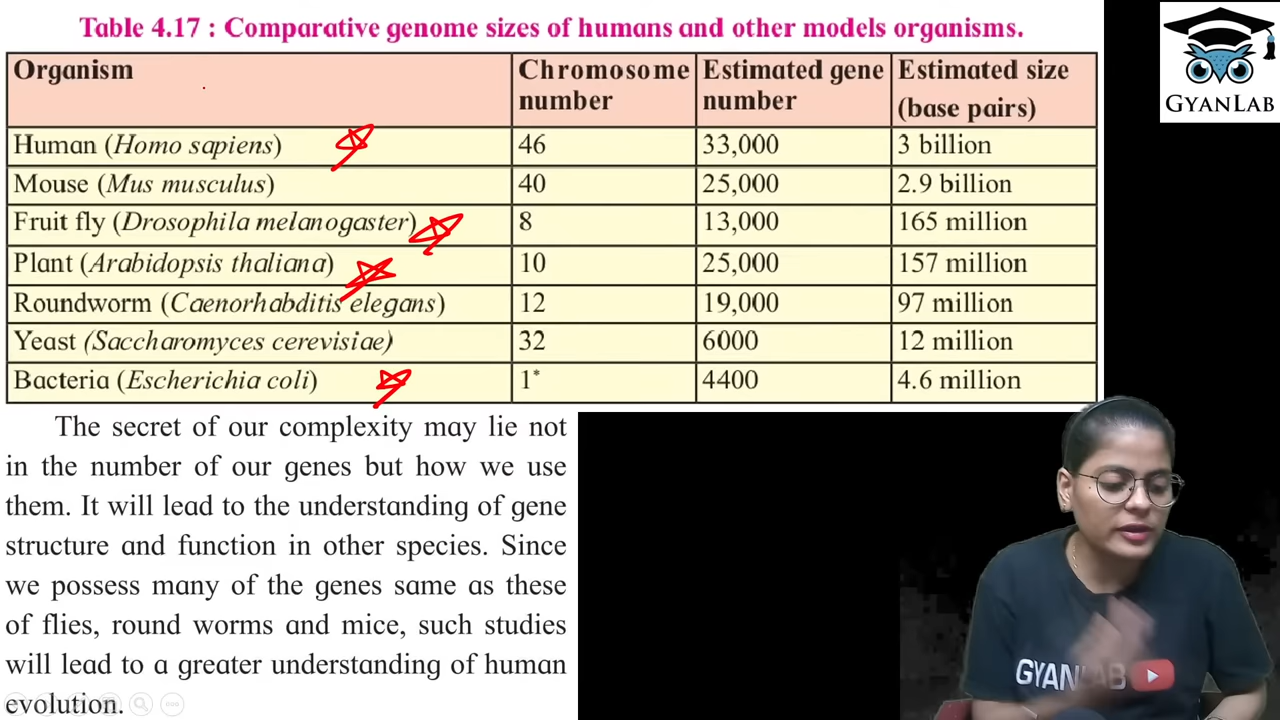 Table 4.17 : Comparative genome sizes of humans and other models organisms.
Organism Chromosome number Estimated gene number Estimated size (base pairs)
Human (Homo sapiens) 46 33,000 3 billion
Mouse (Mus musculus) 40 25,000 2.9 billion
Fruit fly (Drosophila melanogaster) 8 13,000 165 million
Plant (Arabidopsis thaliana) 10 25,000 157 million
Roundworm (Caenorhabditis elegans) 12 19,000 97 million
Yeast (Saccharomyces cerevisiae) 32 6000 12 million
Bacteria (Escherichia coli) 1* 4400 4.6 million
The secret of our complexity may lie not
in the number of our genes but how we use
them. It will lead to the understanding of gene
structure and function in other species. Since
we possess many of the genes same as these
of flies, round worms and mice, such studies
will lead to a greater understanding of human
evolution.
GYANLAB
GYANLAB